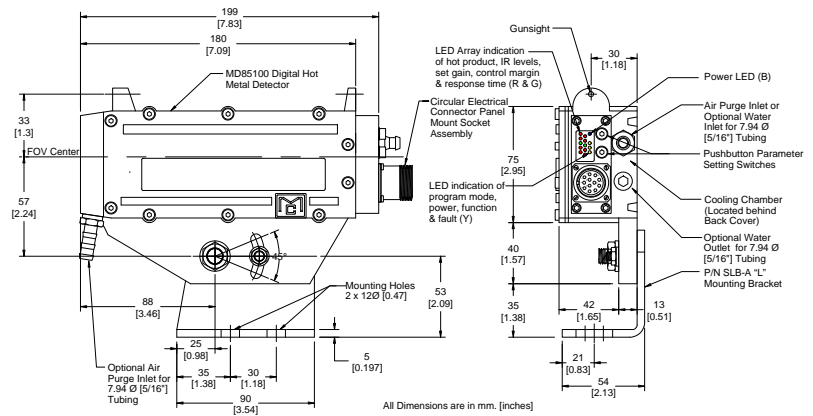 199
[7.83]
180
[7.09]
MD85100 Digital Hot
Metal Detector
33
[1.3]
FOV Center
57
[2.24]
Circular Electrical
Connector Panel
Mount Socket
Assembly
45°
88
[3.46]
Mounting Holes
2 x 12Ø [0.47]
53
[2.09]
25
[0.98]
35
[1.38]
30
[1.18]
5
[0.197]
90
[3.54]
Optional Air
Purge Inlet for
7.94 Ø [5/16"]
Tubing
All Dimensions are in mm. [inches]
Gunsight
30
[1.18]
LED Array indication
of hot product, IR levels,
set gain, control margin
& response time (R & G)
Power LED (B)
Air Purge Inlet or
Optional Water
Inlet for 7.94 Ø
[5/16"] Tubing
75
[2.95]
Pushbutton Parameter
Setting Switches
LED indication of
program mode,
power, function
& fault (Y)
Cooling Chamber
(Located behind
Back Cover)
40
[1.57]
Optional Water
Outlet for 7.94 Ø
[5/16"] Tubing
P/N SLB-A "L"
Mounting Bracket
35
[1.38]
42
[1.65]
13
[0.51]
21
[0.83]
54
[2.13]